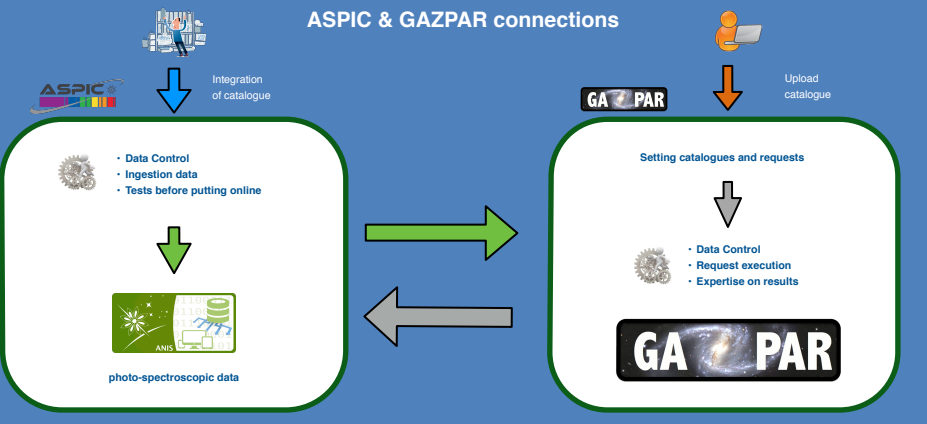 ASPIC & GAZPAR connections
Integration
of catalogue
ASPIC
Upload
catalogue
GAZPAR
• Data Control
• Ingestion data
• Tests before putting online
Setting catalogues and requests
• Data Control
• Request execution
• Expertise on results
ANIS
GAZPAR
photo-spectroscopic data